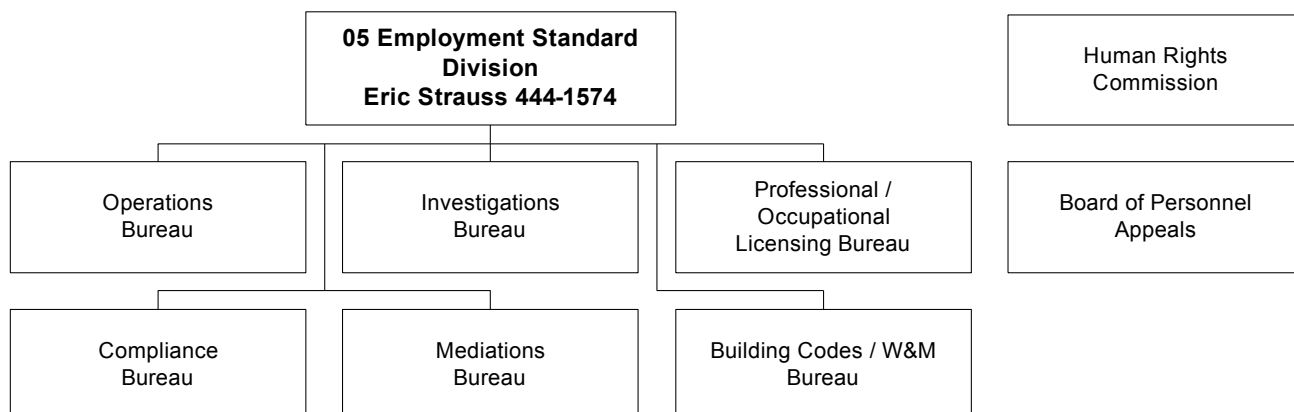 05 Employment Standard
Division
Eric Strauss 444-1574
Human Rights
Commission
Operations
Bureau
Investigations
Bureau
Professional /
Occupational
Licensing Bureau
Board of Personnel
Appeals
Compliance
Bureau
Mediations
Bureau
Building Codes / W&M
Bureau